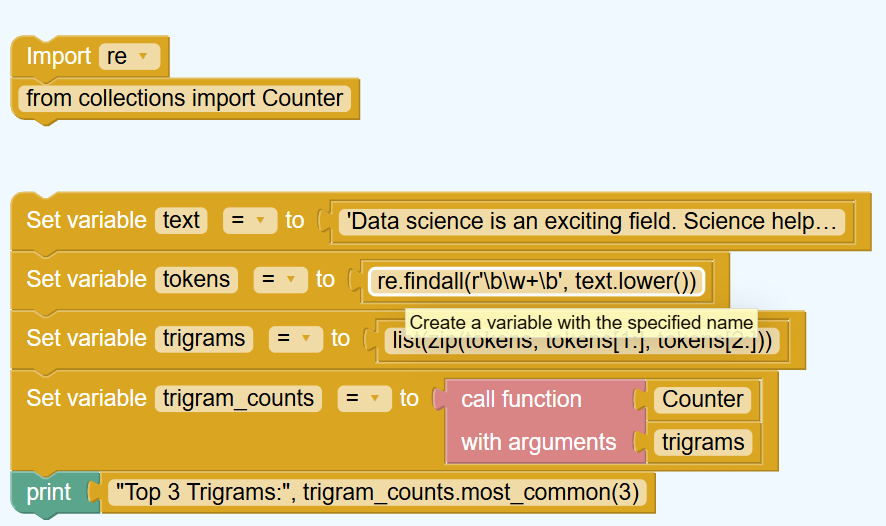 Import re
from collections import Counter
Set variable text = to 'Data science is an exciting field. Science help…
Set variable tokens = to re.findall(r'\b\w+\b', text.lower())
Create a variable with the specified name
Set variable trigrams = to list(zip(tokens, tokens[1:], tokens[2:]))
Set variable trigram_counts = to call function Counter
with arguments trigrams
print "Top 3 Trigrams:", trigram_counts.most_common(3)